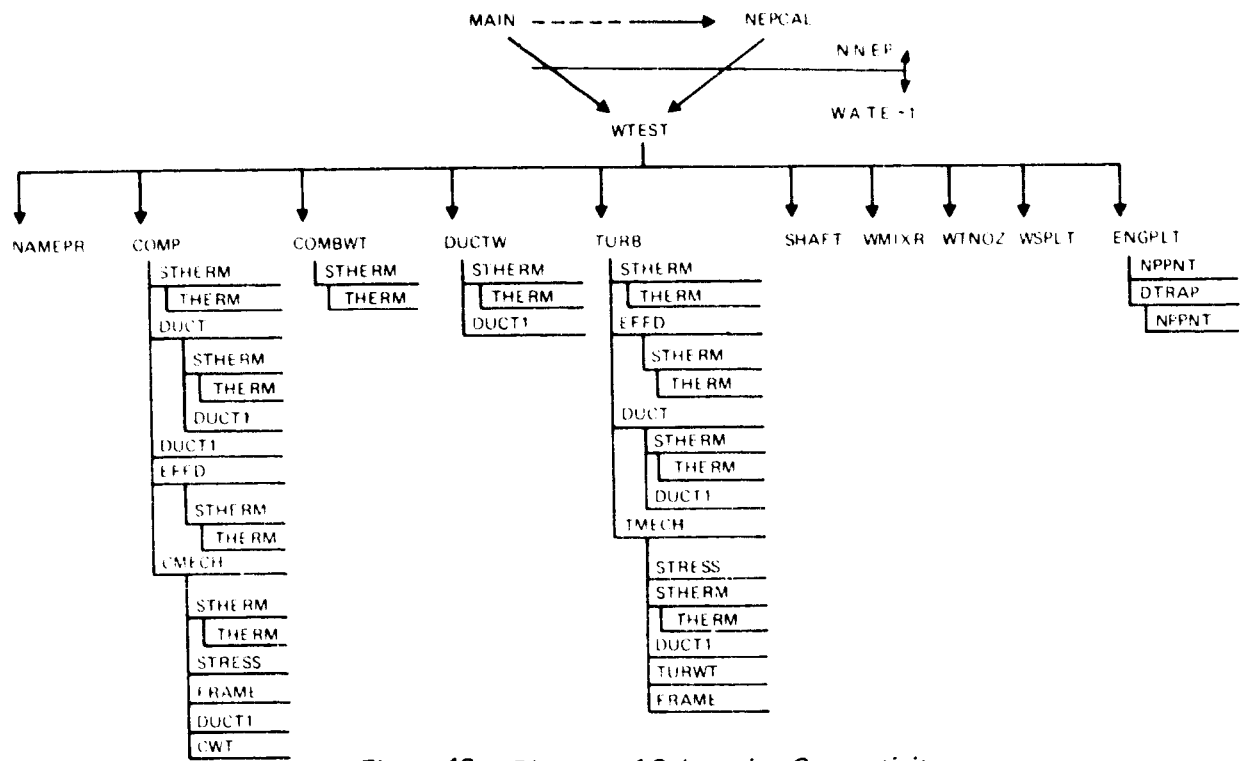 MAIN NEPCAL
NNEP
WATE-1
WTEST
NAMEPR COMP COMBWT DUCTW TURB SHAFT WMIXR WTNOZ WSPLT ENGPLT
STHERM
THERM
DUCT
STHERM
THERM
DUCT1
DUCT1
EFFD
STHERM
THERM
CMECH
STHERM
THERM
STRESS
FRAME
DUCT1
CWT
STHERM
THERM
STHERM
THERM
DUCT1
STHERM
THERM
EFFD
STHERM
THERM
DUCT
STHERM
THERM
DUCT1
TMECH
STRESS
STHERM
THERM
DUCT1
TURWT
FRAME
NPPNT
DTRAP
NPPNT